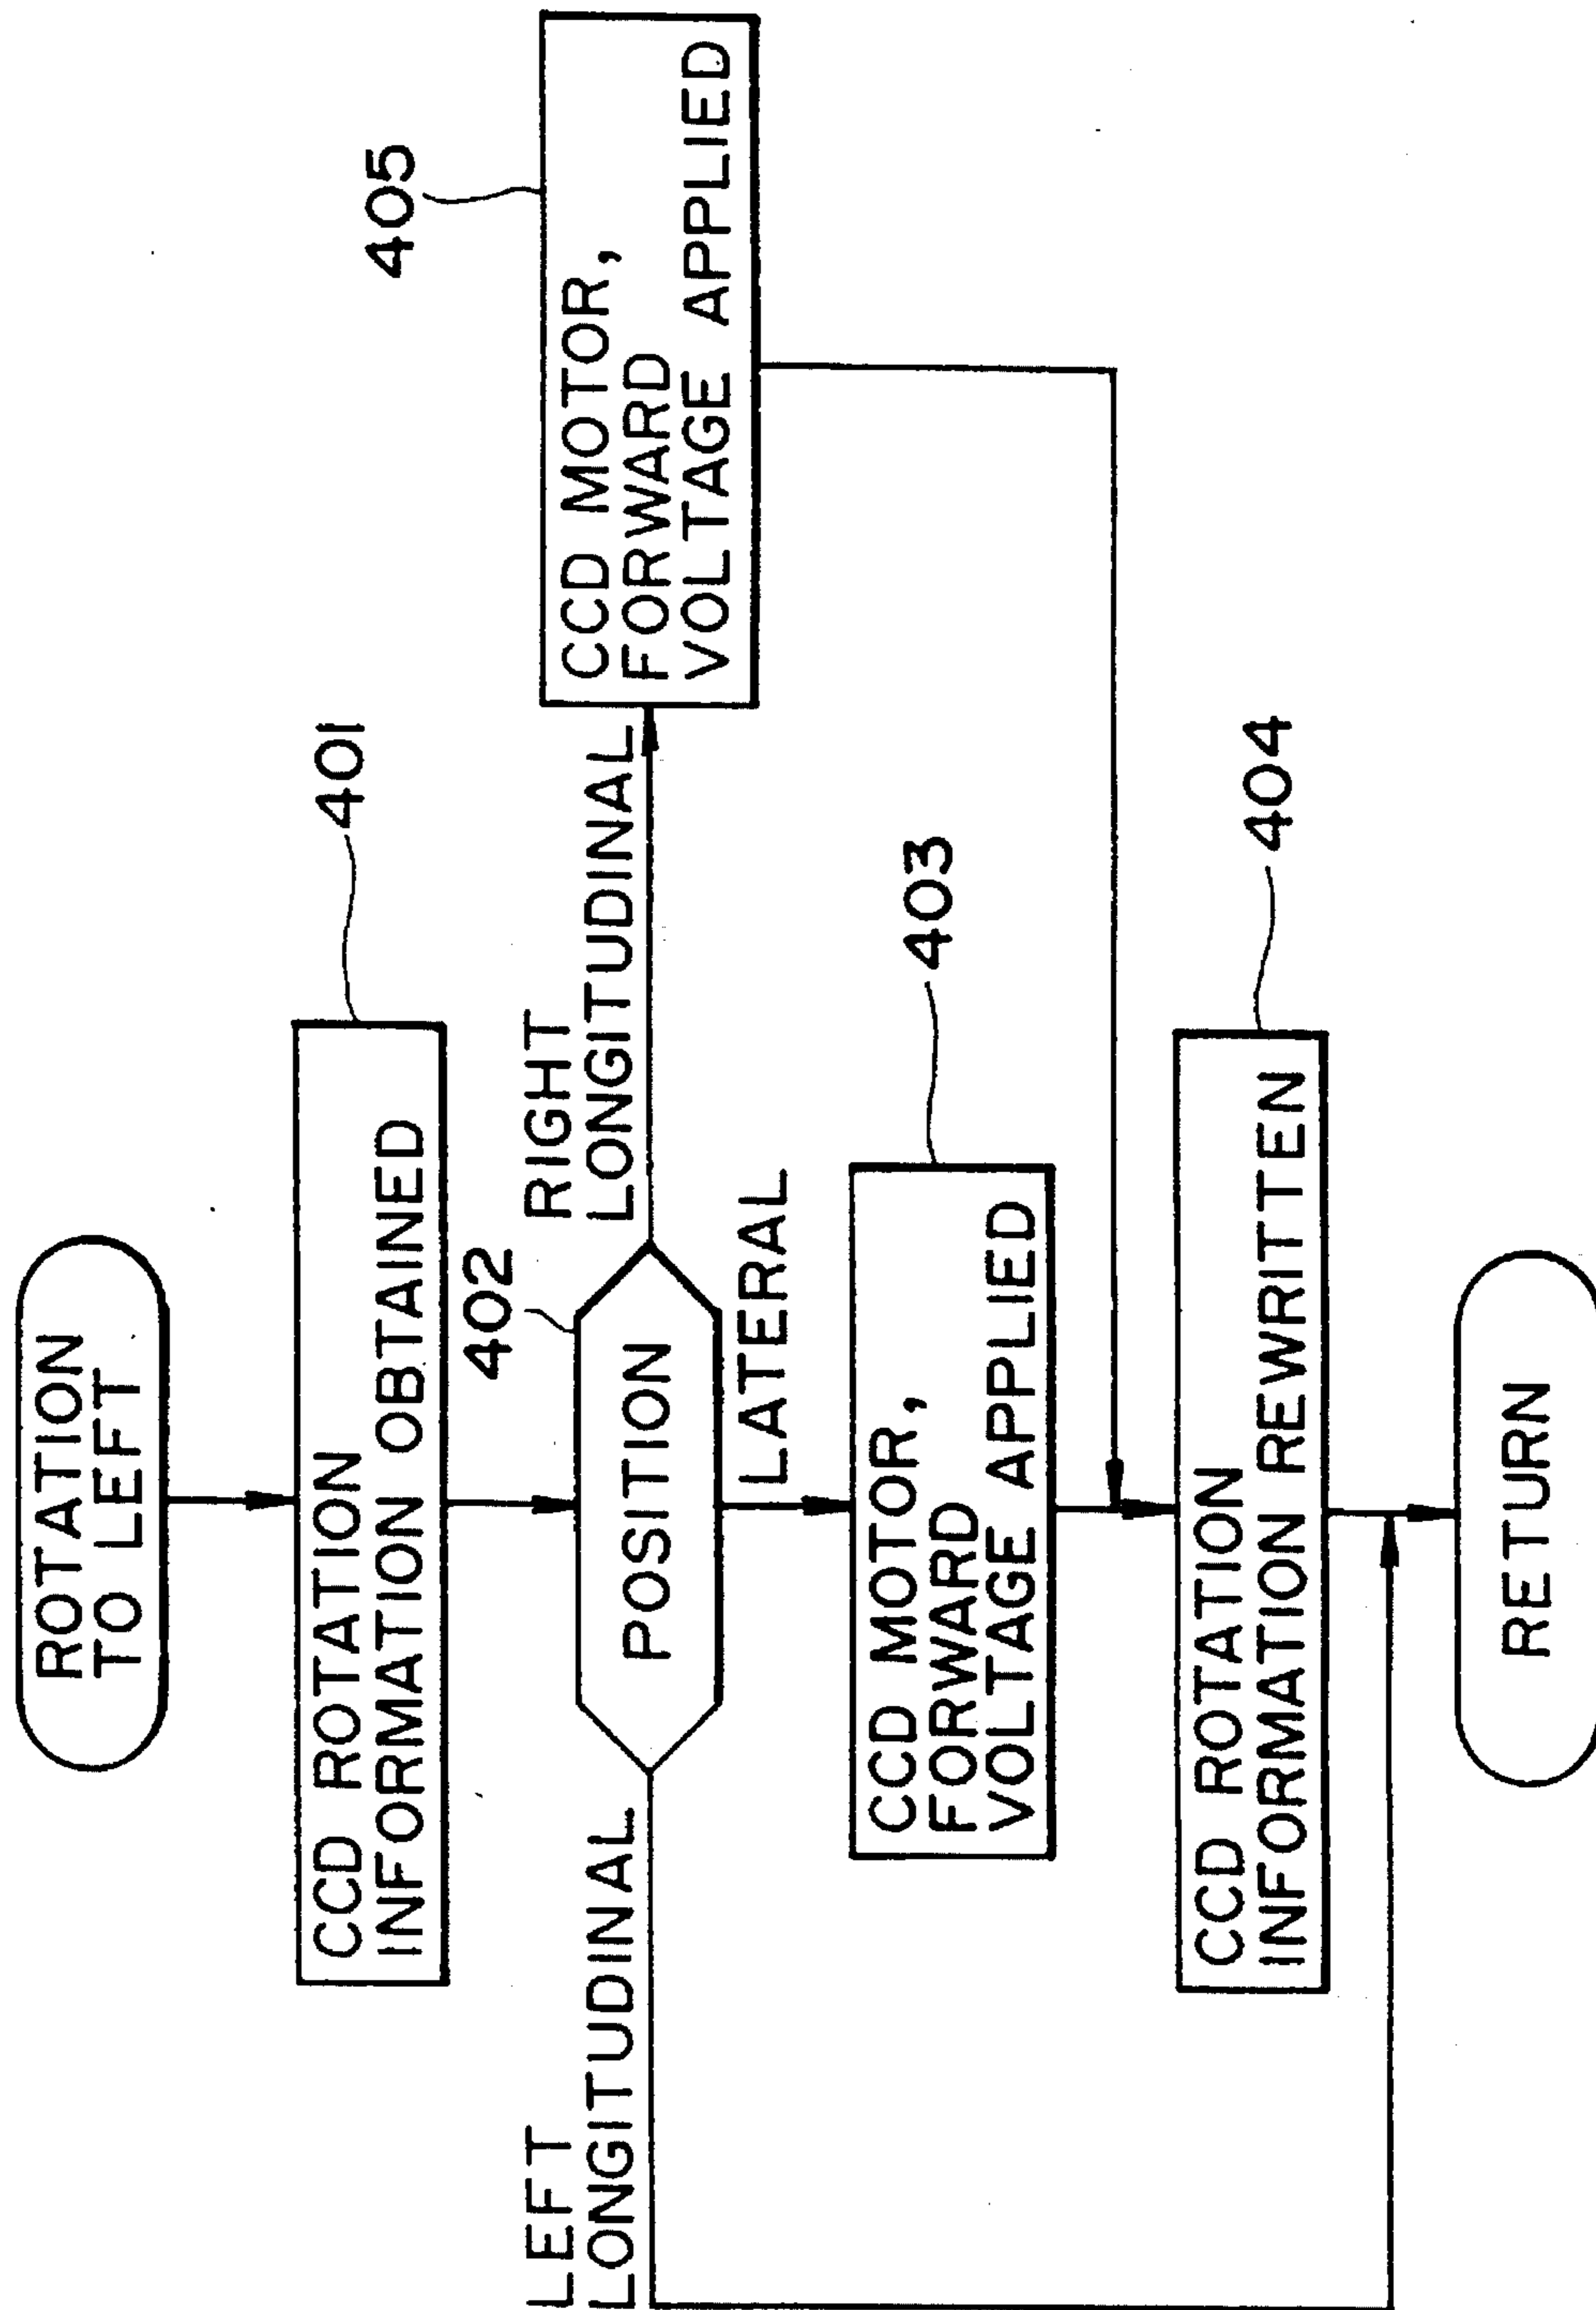 ROTATION
TO LEFT
401
CCD ROTATION
INFORMATION OBTAINED
402
POSITION
LEFT
LONGITUDINAL
RIGHT
LONGITUDINAL
LATERAL
405
CCD MOTOR,
FORWARD
VOLTAGE APPLIED
403
CCD MOTOR,
FORWARD
VOLTAGE APPLIED
404
CCD ROTATION
INFORMATION REWRITTEN
RETURN